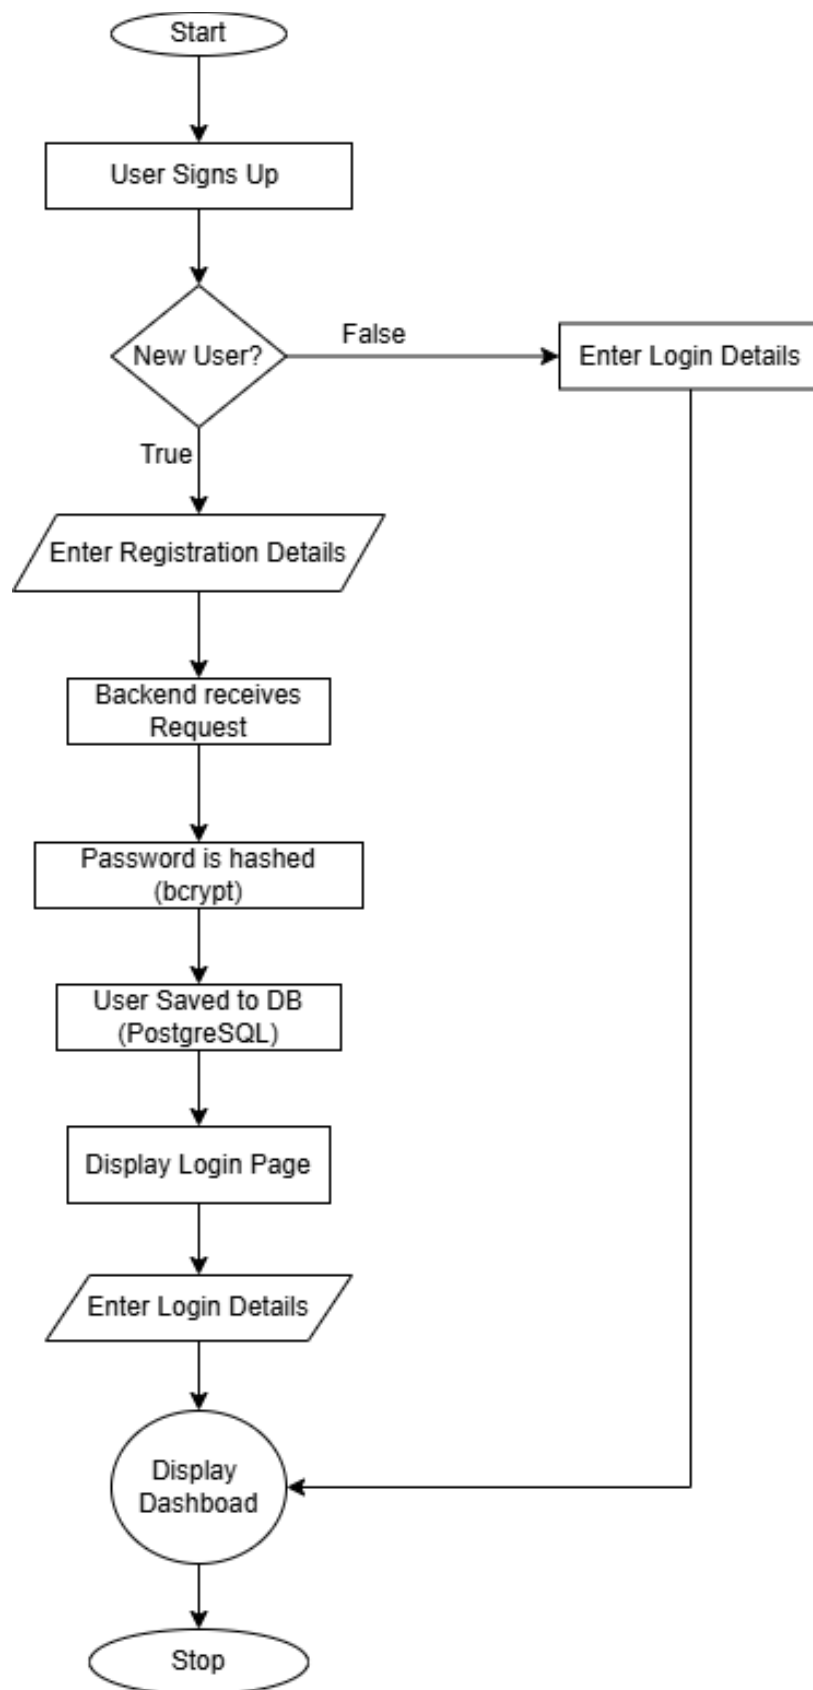 Start
User Signs Up
New User?
False
Enter Login Details
True
Enter Registration Details
Backend receives
Request
Password is hashed
(bcrypt)
User Saved to DB
(PostgreSQL)
Display Login Page
Enter Login Details
Display
Dashboad
Stop